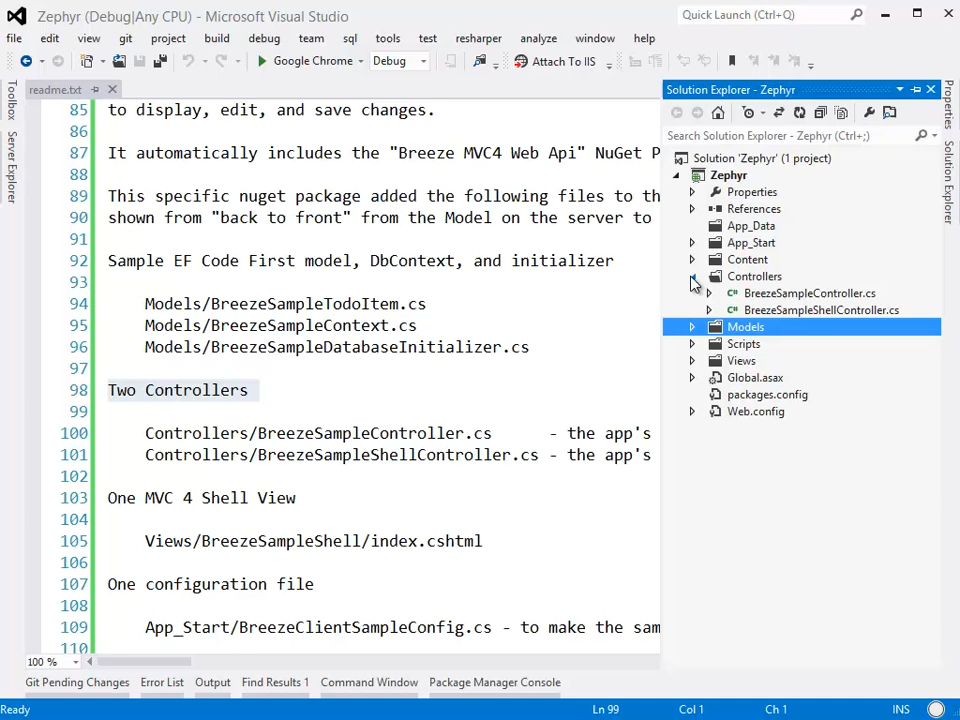 Zephyr (Debug|Any CPU) - Microsoft Visual Studio
Quick Launch (Ctrl+Q)
file edit view git project build debug team sql tools test resharper analyze window help
Google Chrome Debug Attach To IIS
Toolbox
Server Explorer
readme.txt
85 to display, edit, and save changes.
86
87 It automatically includes the "Breeze MVC4 Web Api" NuGet P
88
89 This specific nuget package added the following files to th
90 shown from "back to front" from the Model on the server to
91
92 Sample EF Code First model, DbContext, and initializer
93
94 Models/BreezeSampleTodoItem.cs
95 Models/BreezeSampleContext.cs
96 Models/BreezeSampleDatabaseInitializer.cs
97
98 Two Controllers
99
100 Controllers/BreezeSampleController.cs - the app's
101 Controllers/BreezeSampleShellController.cs - the app's
102
103 One MVC 4 Shell View
104
105 Views/BreezeSampleShell/index.cshtml
106
107 One configuration file
108
109 App_Start/BreezeClientSampleConfig.cs - to make the sam
110
100 %
Solution Explorer - Zephyr
Search Solution Explorer - Zephyr (Ctrl+;)
Solution 'Zephyr' (1 project)
Zephyr
Properties
References
App_Data
App_Start
Content
Controllers
BreezeSampleController.cs
BreezeSampleShellController.cs
Models
Scripts
Views
Global.asax
packages.config
Web.config
Properties
Solution Explorer
Git Pending Changes Error List Output Find Results 1 Command Window Package Manager Console
Ready Ln 99 Col 1 Ch 1 INS